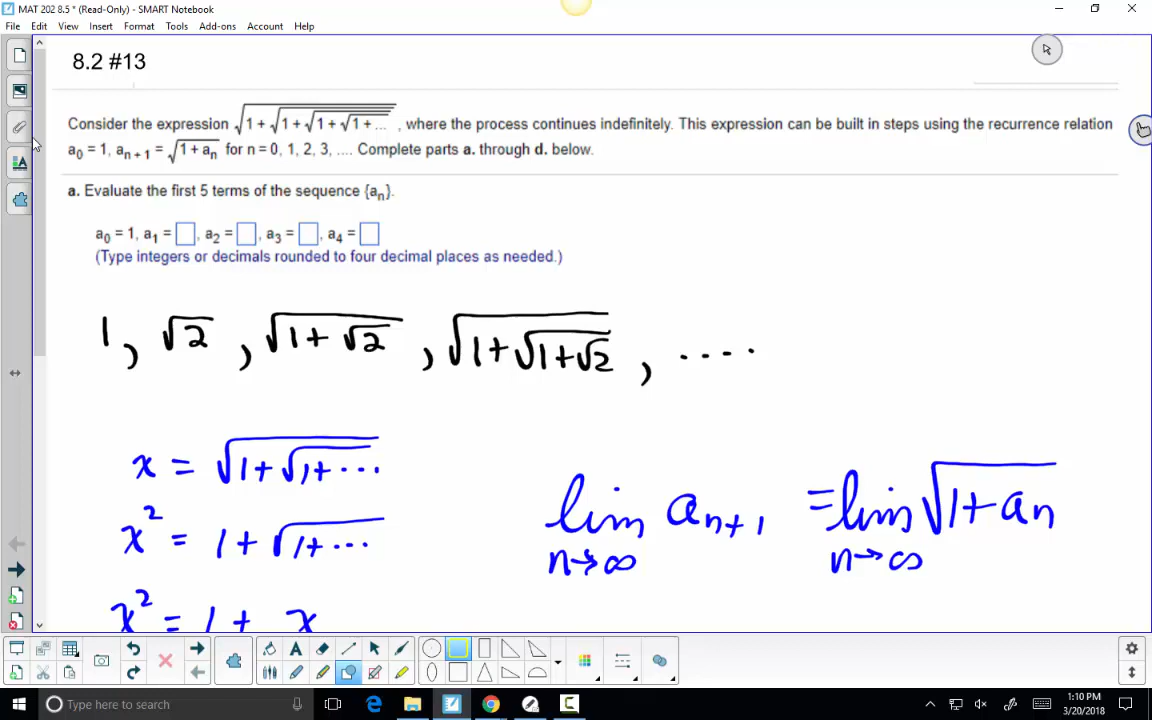 MAT 202 8.5 * (Read-Only) - SMART Notebook
File Edit View Insert Format Tools Add-ons Account Help
8.2 #13
Consider the expression √(1 + √(1 + √(1 + √(1 + ... , where the process continues indefinitely. This expression can be built in steps using the recurrence relation
a₀ = 1, aₙ₊₁ = √(1 + aₙ) for n = 0, 1, 2, 3, .... Complete parts a. through d. below.
a. Evaluate the first 5 terms of the sequence {aₙ}.
a₀ = 1, a₁ = , a₂ = , a₃ = , a₄ =
(Type integers or decimals rounded to four decimal places as needed.)
1, √2, √(1+√2), √(1+√(1+√2)), ....
x = √(1+√(1+...
x² = 1+√(1+...
x² = 1 + x
lim aₙ₊₁ = lim √(1+aₙ)
n→∞ n→∞
A
Type here to search
1:10 PM
3/20/2018